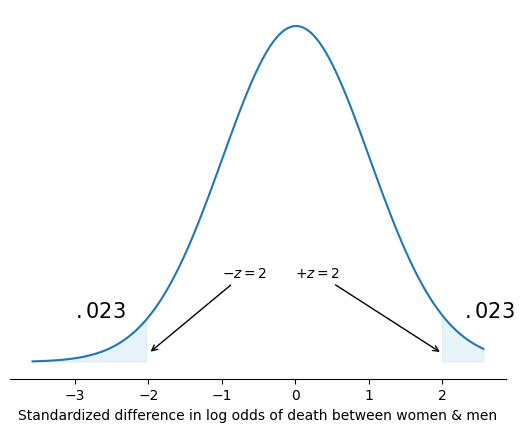 −z = 2 +z = 2
.023 .023
−3 −2 −1 0 1 2
Standardized difference in log odds of death between women & men